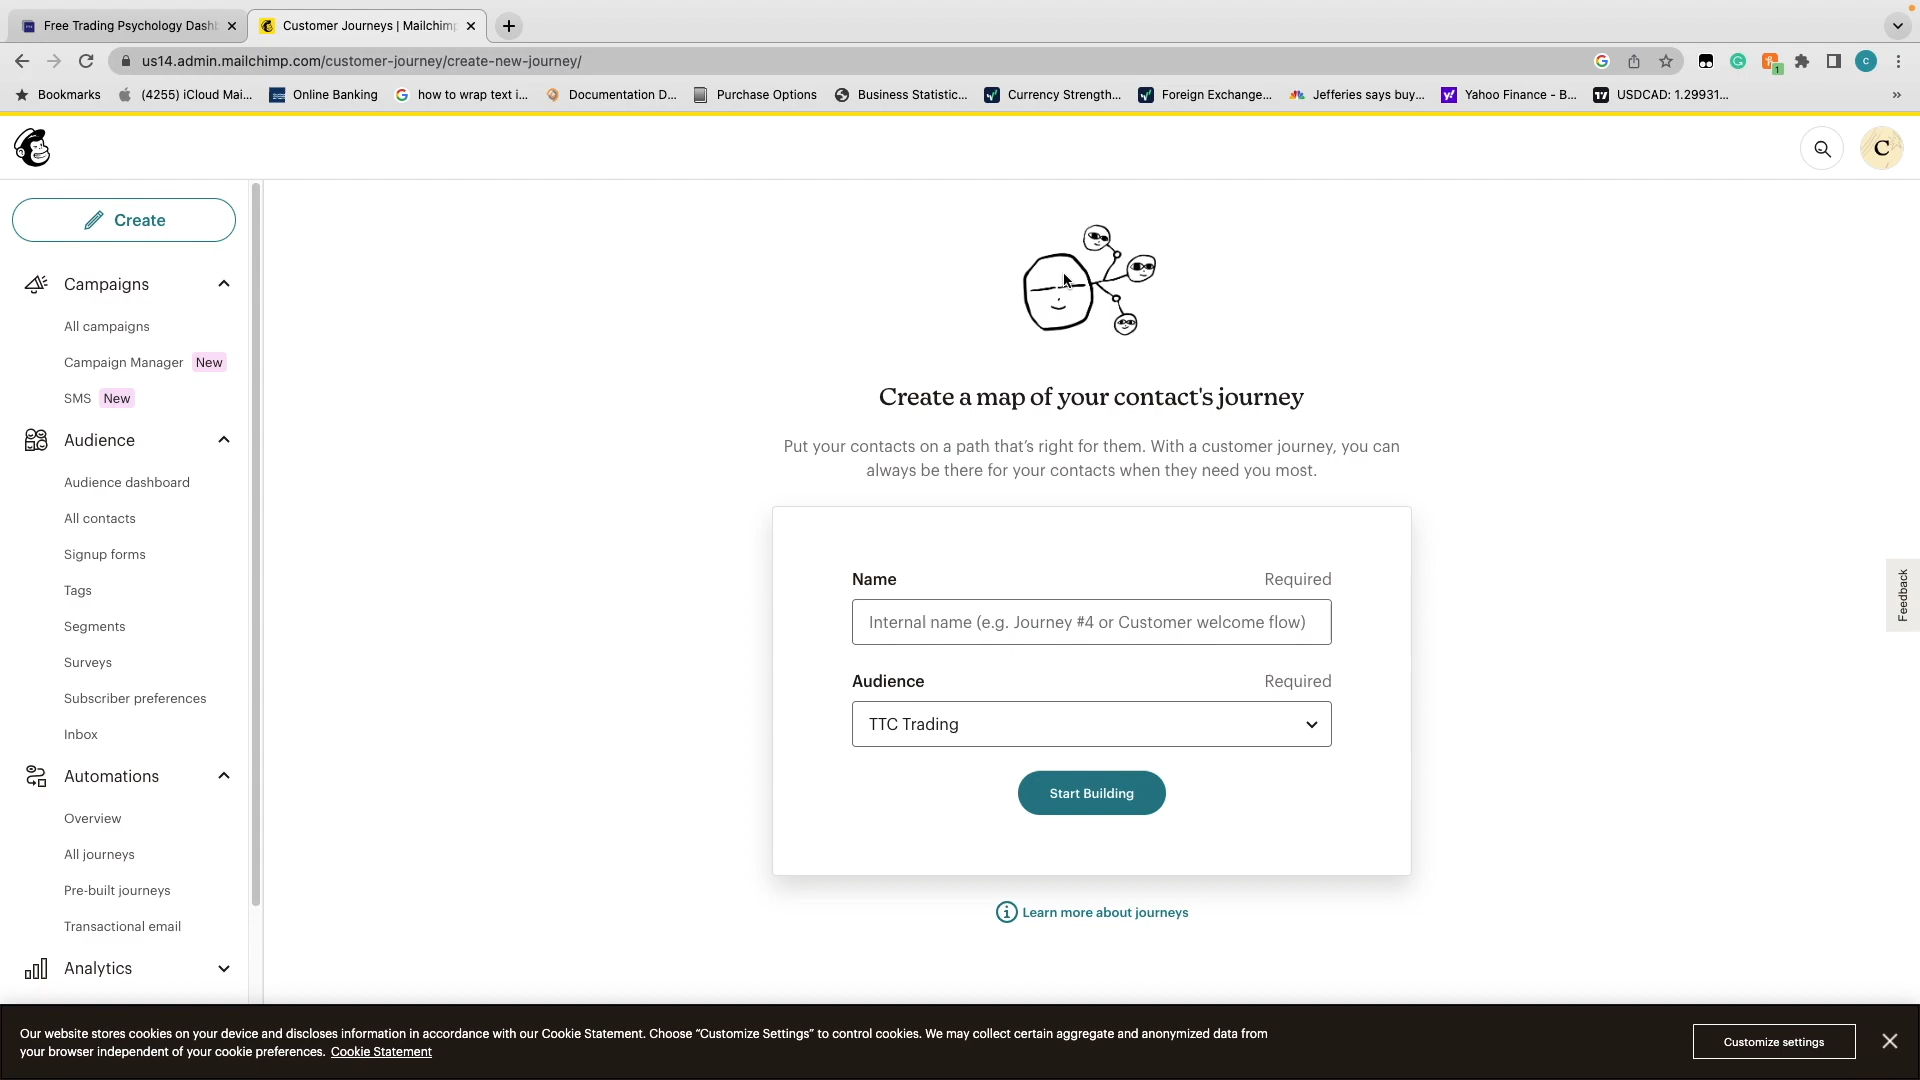 Free Trading Psychology Dashb
Customer Journeys | Mailchimp
us14.admin.mailchimp.com/customer-journey/create-new-journey/
Bookmarks
(4255) iCloud Mai...
Online Banking
how to wrap text i...
Documentation D...
Purchase Options
Business Statistic...
Currency Strength...
Foreign Exchange...
Jefferies says buy...
Yahoo Finance - B...
USDCAD: 1.29931...
C
Create
Campaigns
All campaigns
Campaign Manager New
SMS New
Audience
Audience dashboard
All contacts
Signup forms
Tags
Segments
Surveys
Subscriber preferences
Inbox
Automations
Overview
All journeys
Pre-built journeys
Transactional email
Analytics
Create a map of your contact's journey
Put your contacts on a path that’s right for them. With a customer journey, you can
always be there for your contacts when they need you most.
Name Required
Internal name (e.g. Journey #4 or Customer welcome flow)
Audience Required
TTC Trading
Start Building
Learn more about journeys
Feedback
Our website stores cookies on your device and discloses information in accordance with our Cookie Statement. Choose “Customize Settings” to control cookies. We may collect certain aggregate and anonymized data from
your browser independent of your cookie preferences. Cookie Statement
Customize settings